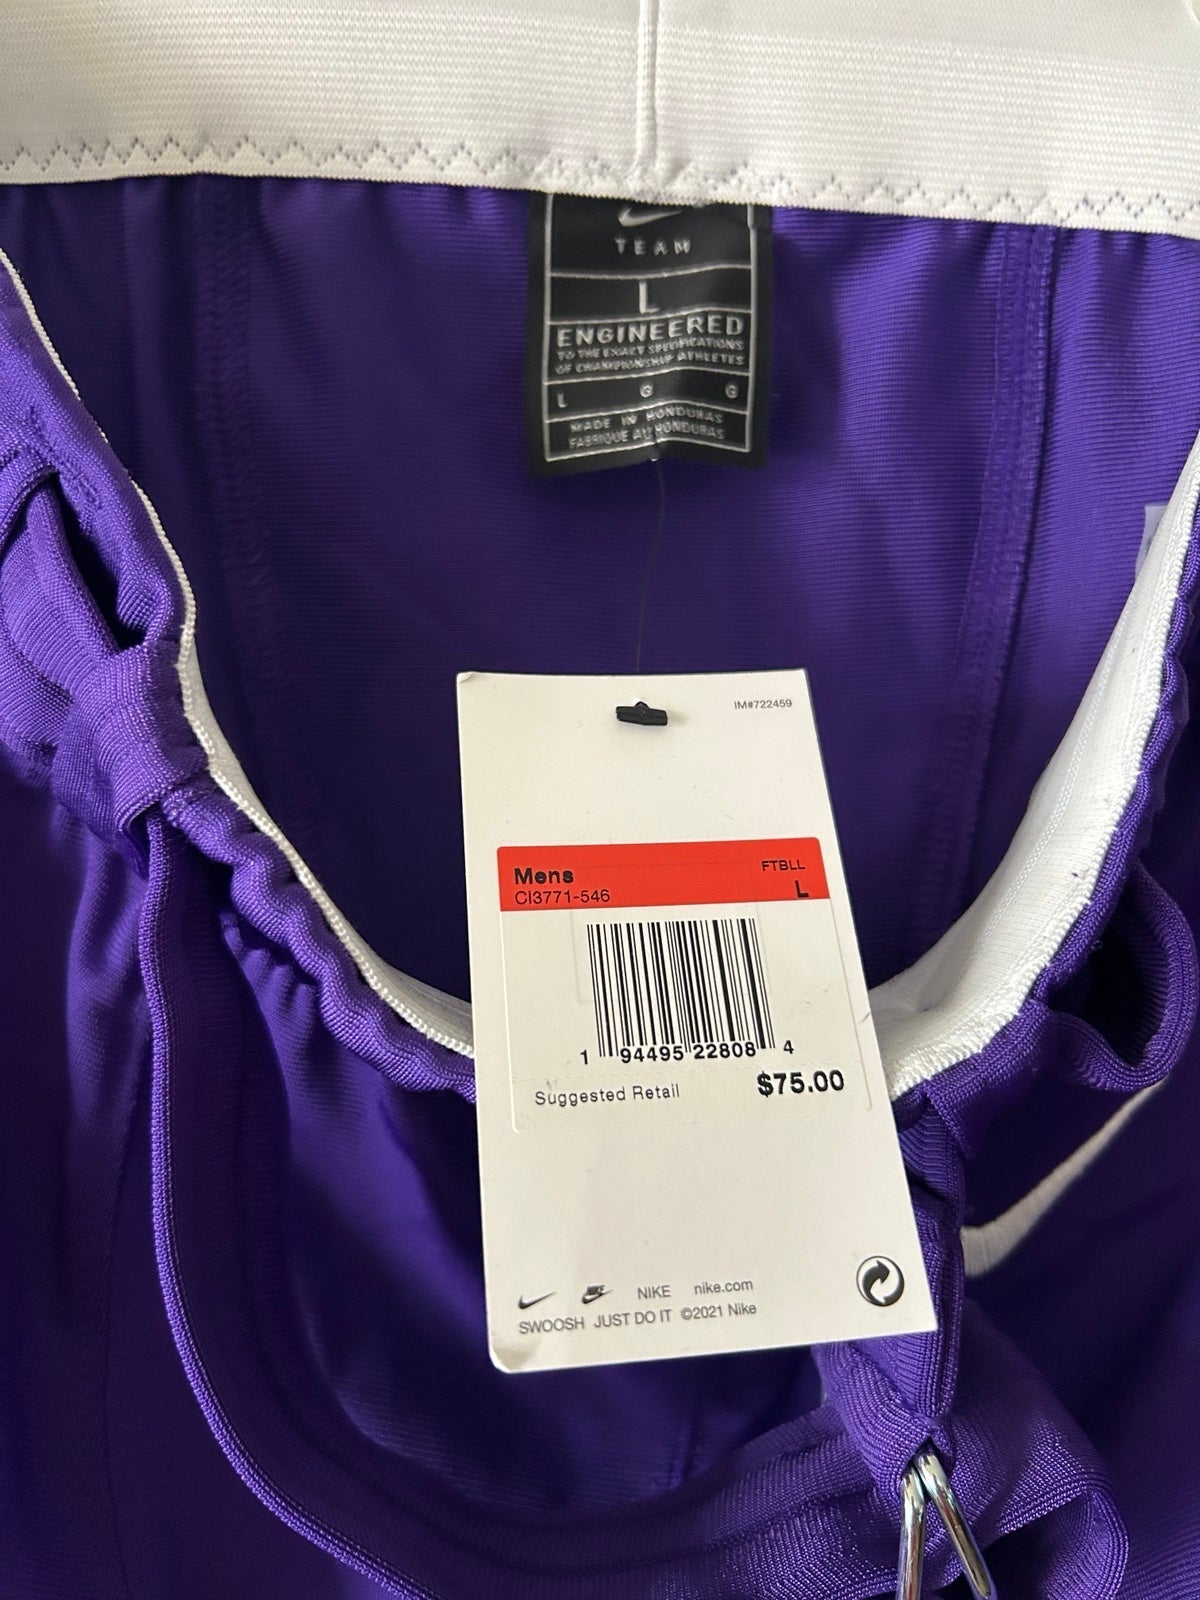 TEAM
L
ENGINEERED
TO THE EXACT SPECIFICATIONS
OF CHAMPIONSHIP ATHLETES
L G G
MADE IN HONDURAS
FABRIQUE AU HONDURAS
IM#722459
Mens FTBLL
CI3771-546 L
1 94495 22808 4
Suggested Retail $75.00
NIKE nike.com
SWOOSH JUST DO IT ©2021 Nike